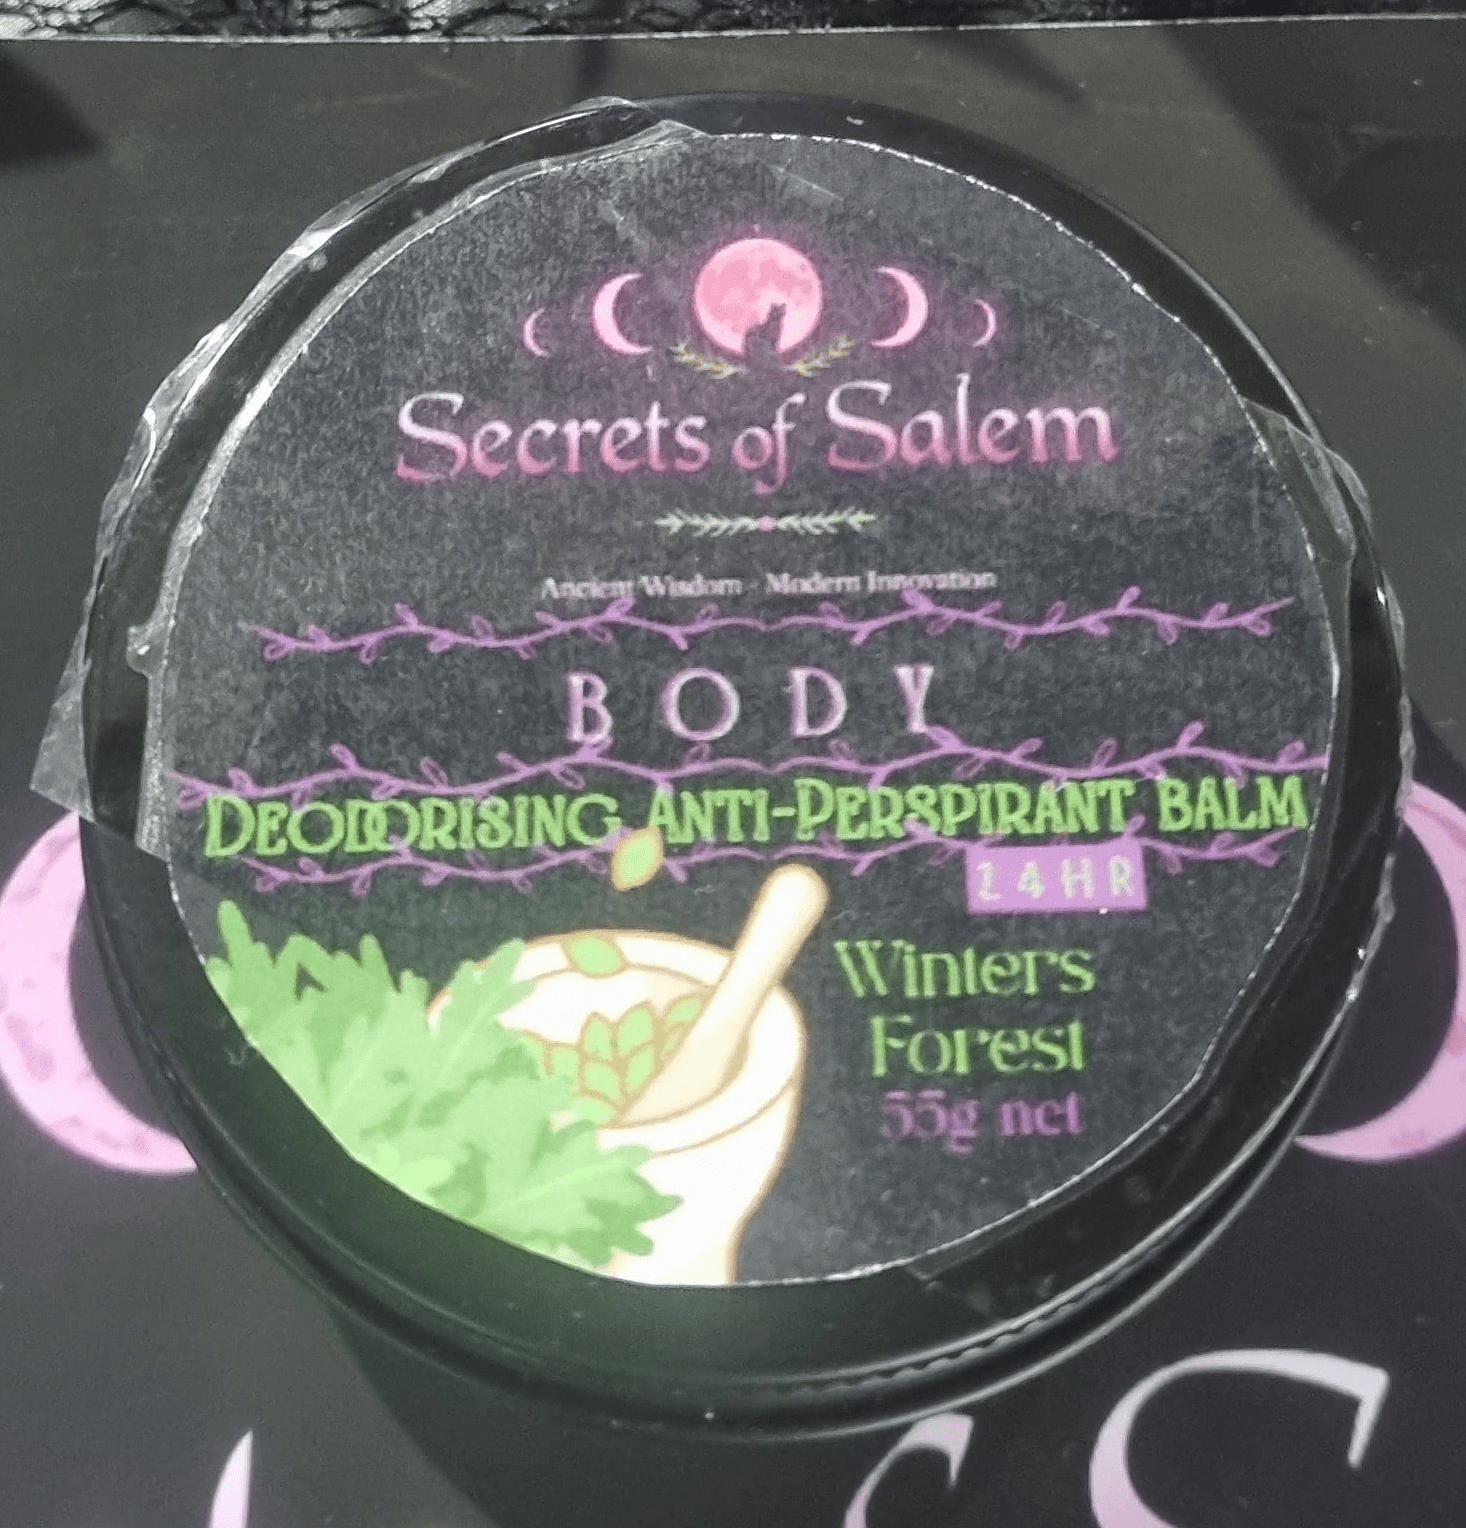 Secrets of Salem
Ancient Wisdom - Modern Innovation
BODY
DEODORISING ANTI-PERSPIRANT BALM
24HR
Winters
Forest
55g net
S